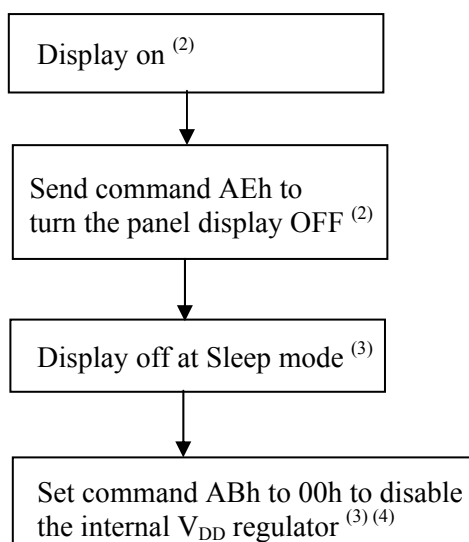 Display on (2)
Send command AEh to
turn the panel display OFF (2)
Display off at Sleep mode (3)
Set command ABh to 00h to disable
the internal VDD regulator (3) (4)